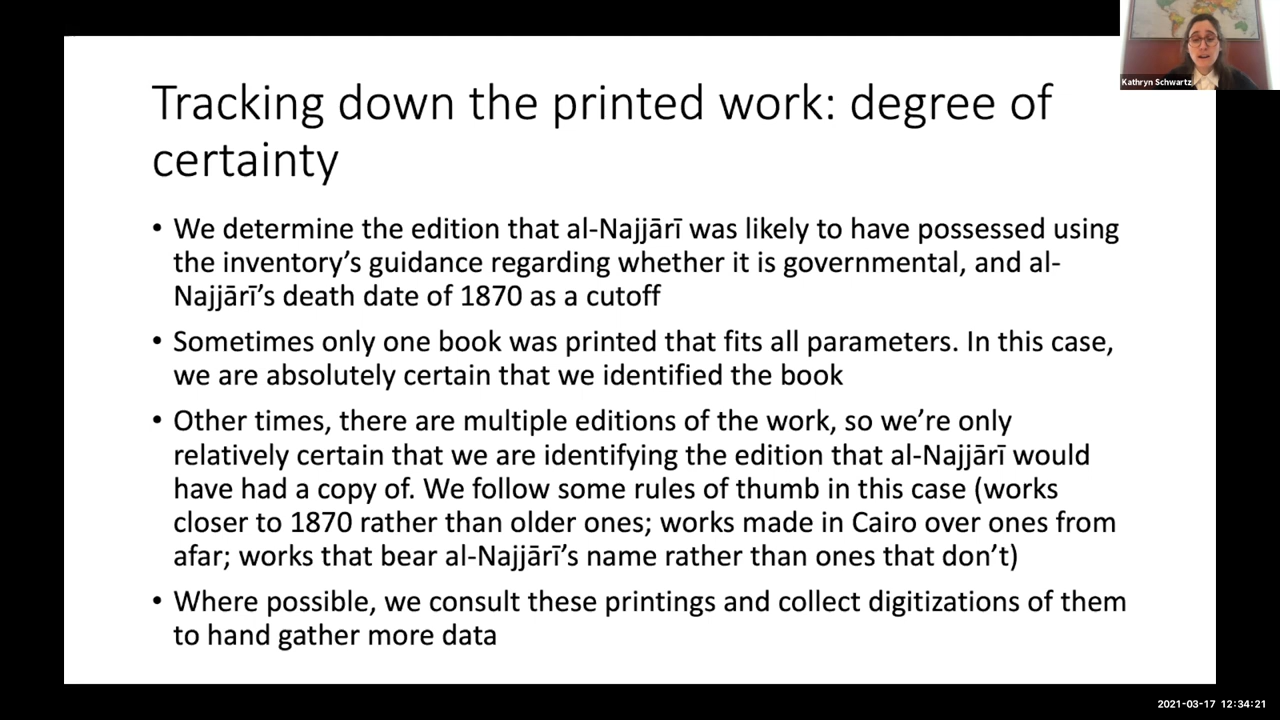 Kathryn Schwartz
Tracking down the printed work: degree of
certainty
• We determine the edition that al-Najjārī was likely to have possessed using
the inventory’s guidance regarding whether it is governmental, and al-
Najjārī’s death date of 1870 as a cutoff
• Sometimes only one book was printed that fits all parameters. In this case,
we are absolutely certain that we identified the book
• Other times, there are multiple editions of the work, so we’re only
relatively certain that we are identifying the edition that al-Najjārī would
have had a copy of. We follow some rules of thumb in this case (works
closer to 1870 rather than older ones; works made in Cairo over ones from
afar; works that bear al-Najjārī’s name rather than ones that don’t)
• Where possible, we consult these printings and collect digitizations of them
to hand gather more data
2021-03-17 12:34:21